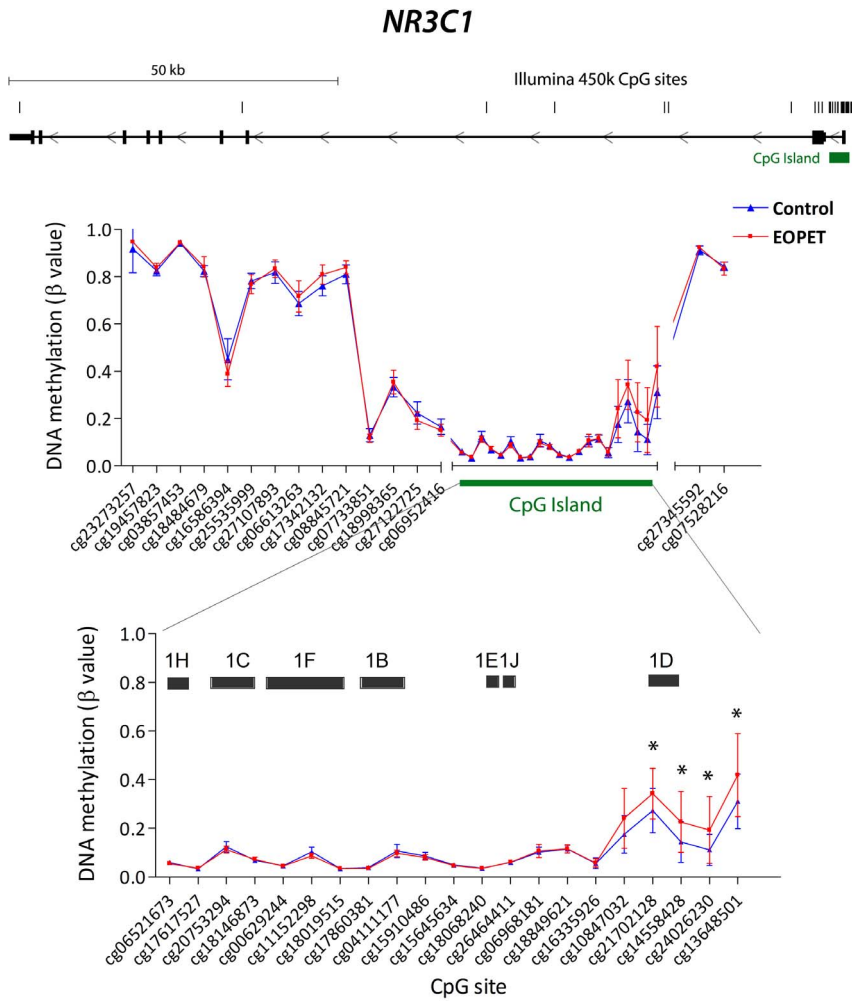 NR3C1
50 kb
Illumina 450k CpG sites
CpG Island
Control
EOPET
DNA methylation (β value)
1.0
0.8
0.6
0.4
0.2
0.0
cg23273257
cg19457823
cg03857453
cg18484679
cg16586394
cg25535999
cg27107893
cg06613263
cg17342132
cg08845721
cg07733851
cg18998365
cg27122725
cg06952416
CpG Island
cg27345592
cg07528216
DNA methylation (β value)
1.0
0.8
0.6
0.4
0.2
0.0
1H 1C 1F 1B 1E 1J 1D
* * * *
cg06521673
cg17617527
cg20753294
cg18146873
cg00629244
cg11152298
cg18019515
cg17860381
cg04111177
cg15910486
cg15645634
cg18068240
cg26464411
cg06968181
cg18849621
cg16335926
cg10847032
cg21702128
cg14558428
cg24026230
cg13648501
CpG site